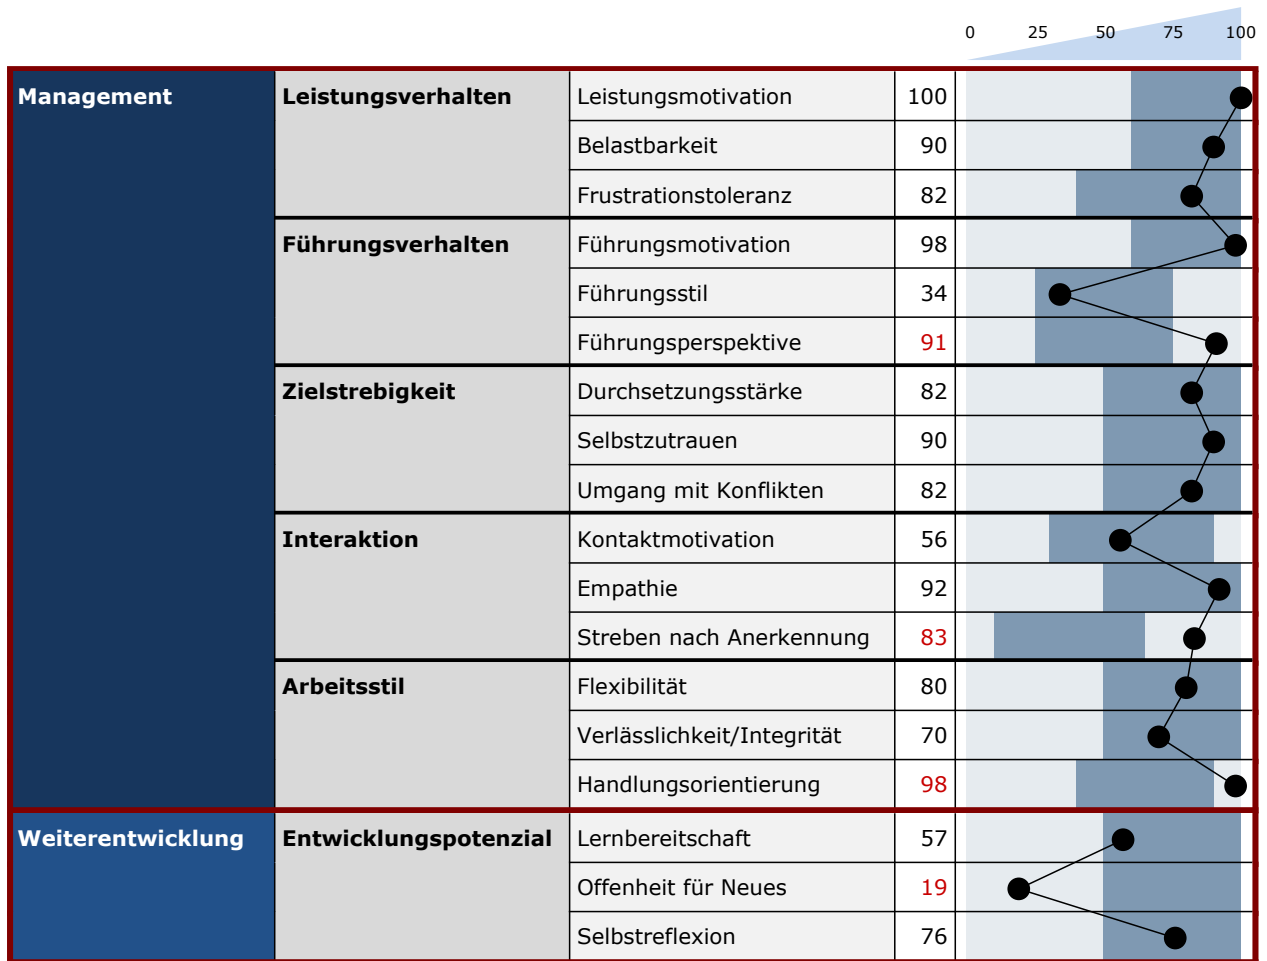 0 25 50 75 100
Management Leistungsverhalten Leistungsmotivation 100
Belastbarkeit 90
Frustrationstoleranz 82
Führungsverhalten Führungsmotivation 98
Führungsstil 34
Führungsperspektive 91
Zielstrebigkeit Durchsetzungsstärke 82
Selbstzutrauen 90
Umgang mit Konflikten 82
Interaktion Kontaktmotivation 56
Empathie 92
Streben nach Anerkennung 83
Arbeitsstil Flexibilität 80
Verlässlichkeit/Integrität 70
Handlungsorientierung 98
Weiterentwicklung Entwicklungspotenzial Lernbereitschaft 57
Offenheit für Neues 19
Selbstreflexion 76